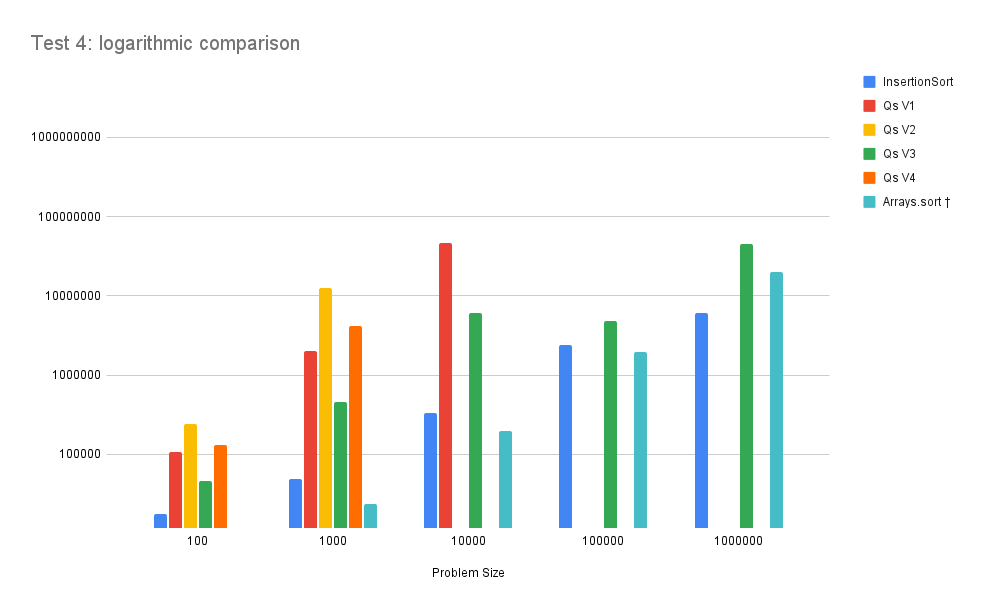 Test 4: logarithmic comparison
InsertionSort
Qs V1
Qs V2
Qs V3
Qs V4
Arrays.sort †
1000000000
100000000
10000000
1000000
100000
100
1000
10000
100000
1000000
Problem Size